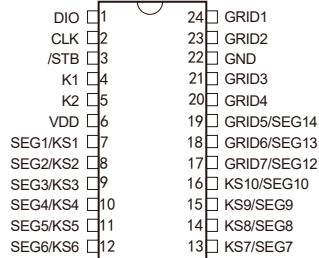 DIO 1 24 GRID1
CLK 2 23 GRID2
/STB 3 22 GND
K1 4 21 GRID3
K2 5 20 GRID4
VDD 6 19 GRID5/SEG14
SEG1/KS1 7 18 GRID6/SEG13
SEG2/KS2 8 17 GRID7/SEG12
SEG3/KS3 9 16 KS10/SEG10
SEG4/KS4 10 15 KS9/SEG9
SEG5/KS5 11 14 KS8/SEG8
SEG6/KS6 12 13 KS7/SEG7